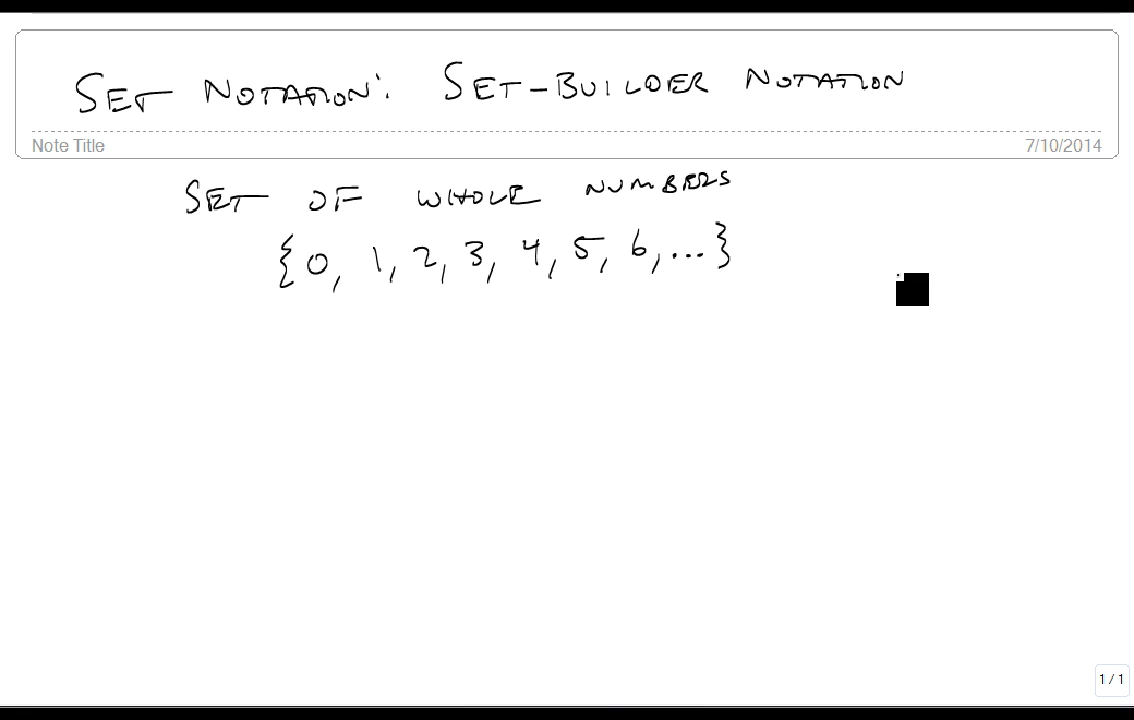 SET NOTATION: SET-BUILDER NOTATION
Note Title 7/10/2014
SET OF WHOLE NUMBERS
{0, 1, 2, 3, 4, 5, 6, ...}
1 / 1